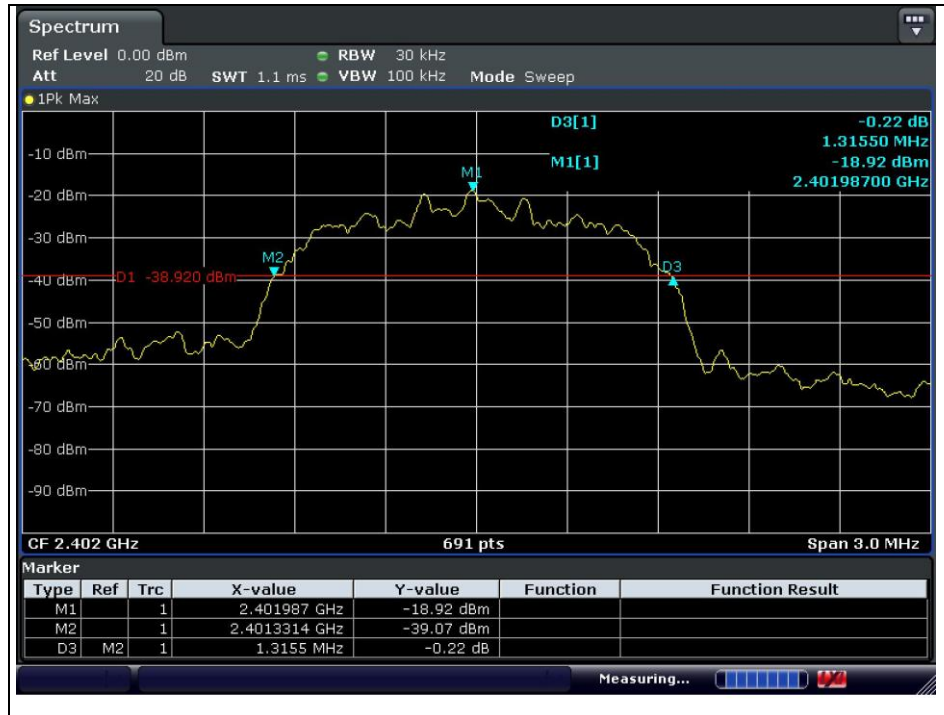 Spectrum
Ref Level 0.00 dBm RBW 30 kHz
Att 20 dB SWT 1.1 ms VBW 100 kHz Mode Sweep
1Pk Max
D3[1] -0.22 dB
1.31550 MHz
M1[1] -18.92 dBm
2.40198700 GHz
-10 dBm
M1
-20 dBm
-30 dBm
M2
D3
-40 dBm D1 -38.920 dBm
-50 dBm
-60 dBm
-70 dBm
-80 dBm
-90 dBm
CF 2.402 GHz 691 pts Span 3.0 MHz
Marker
Type Ref Trc X-value Y-value Function Function Result
M1 1 2.401987 GHz -18.92 dBm
M2 1 2.4013314 GHz -39.07 dBm
D3 M2 1 1.3155 MHz -0.22 dB
Measuring...